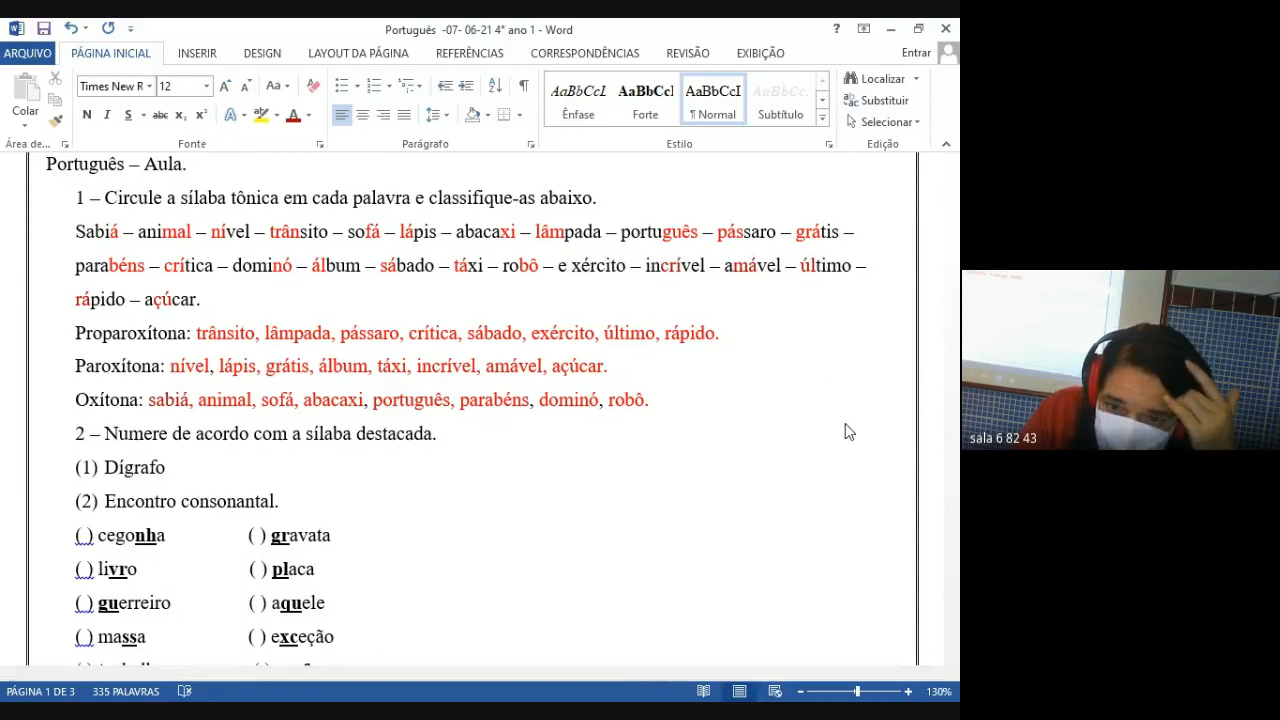 Português -07- 06-21 4° ano 1 - Word
ARQUIVO PÁGINA INICIAL INSERIR DESIGN LAYOUT DA PÁGINA REFERÊNCIAS CORRESPONDÊNCIAS REVISÃO EXIBIÇÃO Entrar
Times New R 12 Aa AaBbCcI AaBbCcl AaBbCcI AaBbCc. Localizar
Colar N I S abc x₂ x² A A Ênfase Forte ¶ Normal Subtítulo Substituir
Selecionar
Área de... Fonte Parágrafo Estilo Edição
Português – Aula.
1 – Circule a sílaba tônica em cada palavra e classifique-as abaixo.
Sabiá – animal – nível – trânsito – sofá – lápis – abacaxi – lâmpada – português – pássaro – grátis –
parabéns – crítica – dominó – álbum – sábado – táxi – robô – e xército – incrível – amável – último –
rápido – açúcar.
Proparoxítona: trânsito, lâmpada, pássaro, crítica, sábado, exército, último, rápido.
Paroxítona: nível, lápis, grátis, álbum, táxi, incrível, amável, açúcar.
Oxítona: sabiá, animal, sofá, abacaxi, português, parabéns, dominó, robô.
2 – Numere de acordo com a sílaba destacada.
(1) Dígrafo
(2) Encontro consonantal.
( ) cegonha ( ) gravata
( ) livro ( ) placa
( ) guerreiro ( ) aquele
( ) massa ( ) exceção
PÁGINA 1 DE 3 335 PALAVRAS 130%
sala 6 82 43